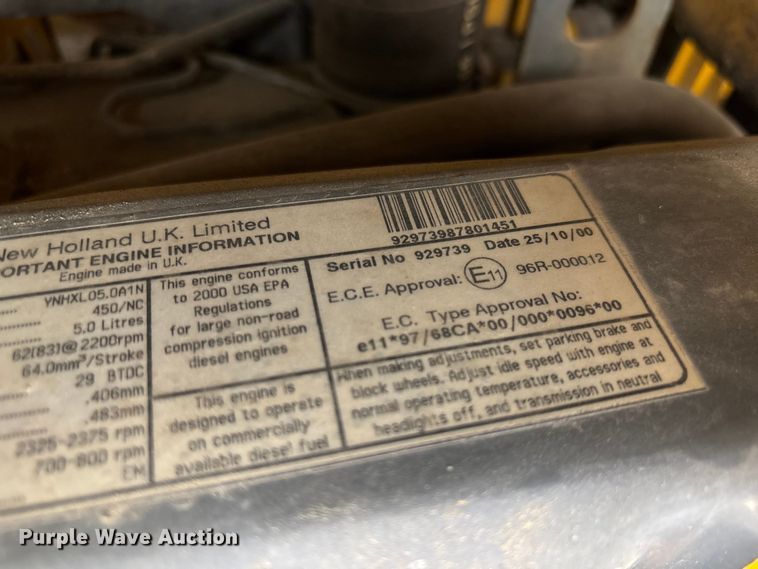 New Holland U.K. Limited
PORTANT ENGINE INFORMATION
Engine made in U.K.
YNHXL05.0A1N
450/NC
5.0 Litres
62(83)@ 2200rpm
64.0mm³/Stroke
29 BTDC
.406mm
.483mm
2325-2375 rpm
700-800 rpm
EM
This engine conforms
to 2000 USA EPA
Regulations
for large non-road
compression ignition
diesel engines
This engine is
designed to operate
on commercially
available diesel fuel
92973987801451
Serial No 929739 Date 25/10/00
E.C.E. Approval: E11 96R-000012
E.C. Type Approval No:
e11*97/68CA*00/000*0096*00
When making adjustments, set parking brake and
block wheels. Adjust idle speed with engine at
normal operating temperature, accessories and
headlights off, and transmission in neutral
Purple Wave Auction